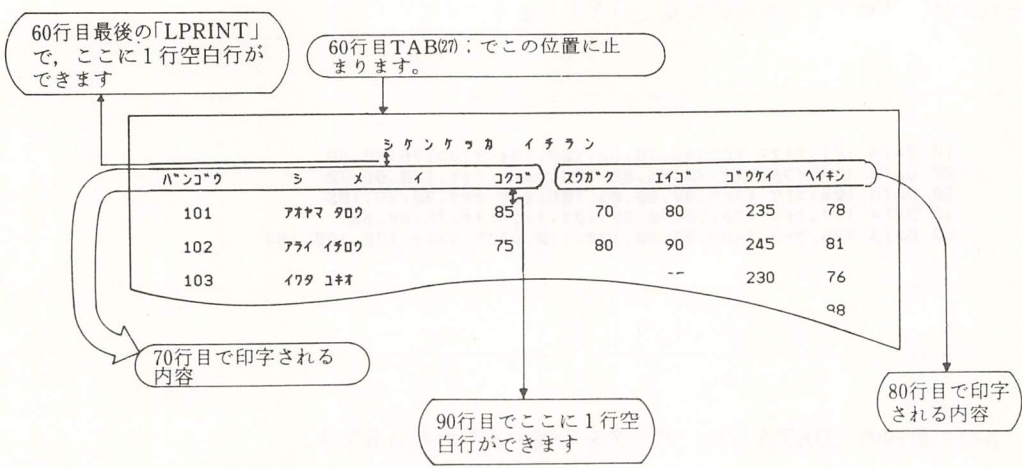 60行目最後の「LPRINT」
で，ここに1行空白行が
できます
60行目TAB(27)；でこの位置に止
まります。
シケンケッカ イチラン
バンゴウ シ メ イ コクゴ スウガク エイゴ ゴウケイ ヘイキン
101 アオヤマ タロウ 85 70 80 235 78
102 アライ イチロウ 75 80 90 245 81
103 イワタ ユキオ 230 76
98
70行目で印字される
内容
90行目でここに1行空
白行ができます
80行目で印字
される内容